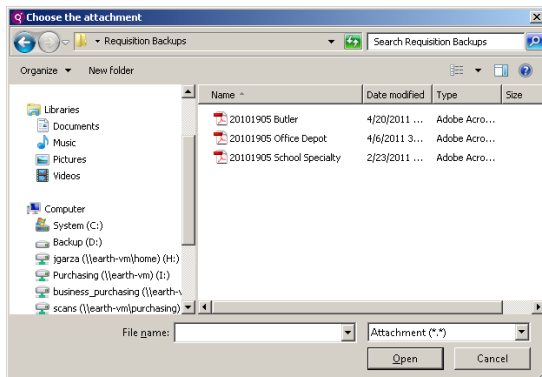 Choose the attachment
Requisition Backups
Search Requisition Backups
Organize
New folder
Name
Date modified
Type
Size
Libraries
Documents
Music
Pictures
Videos
Computer
System (C:)
Backup (D:)
jgarza (\\earth-vm\home) (H:)
Purchasing (\\earth-vm) (I:)
business_purchasing (\\earth-v
scans (\\earth-vm\purchasing)
20101905 Butler 4/20/2011 ... Adobe Acro...
20101905 Office Depot 4/6/2011 3... Adobe Acro...
20101905 School Specialty 2/23/2011 ... Adobe Acro...
File name:
Attachment (*.*)
Open
Cancel